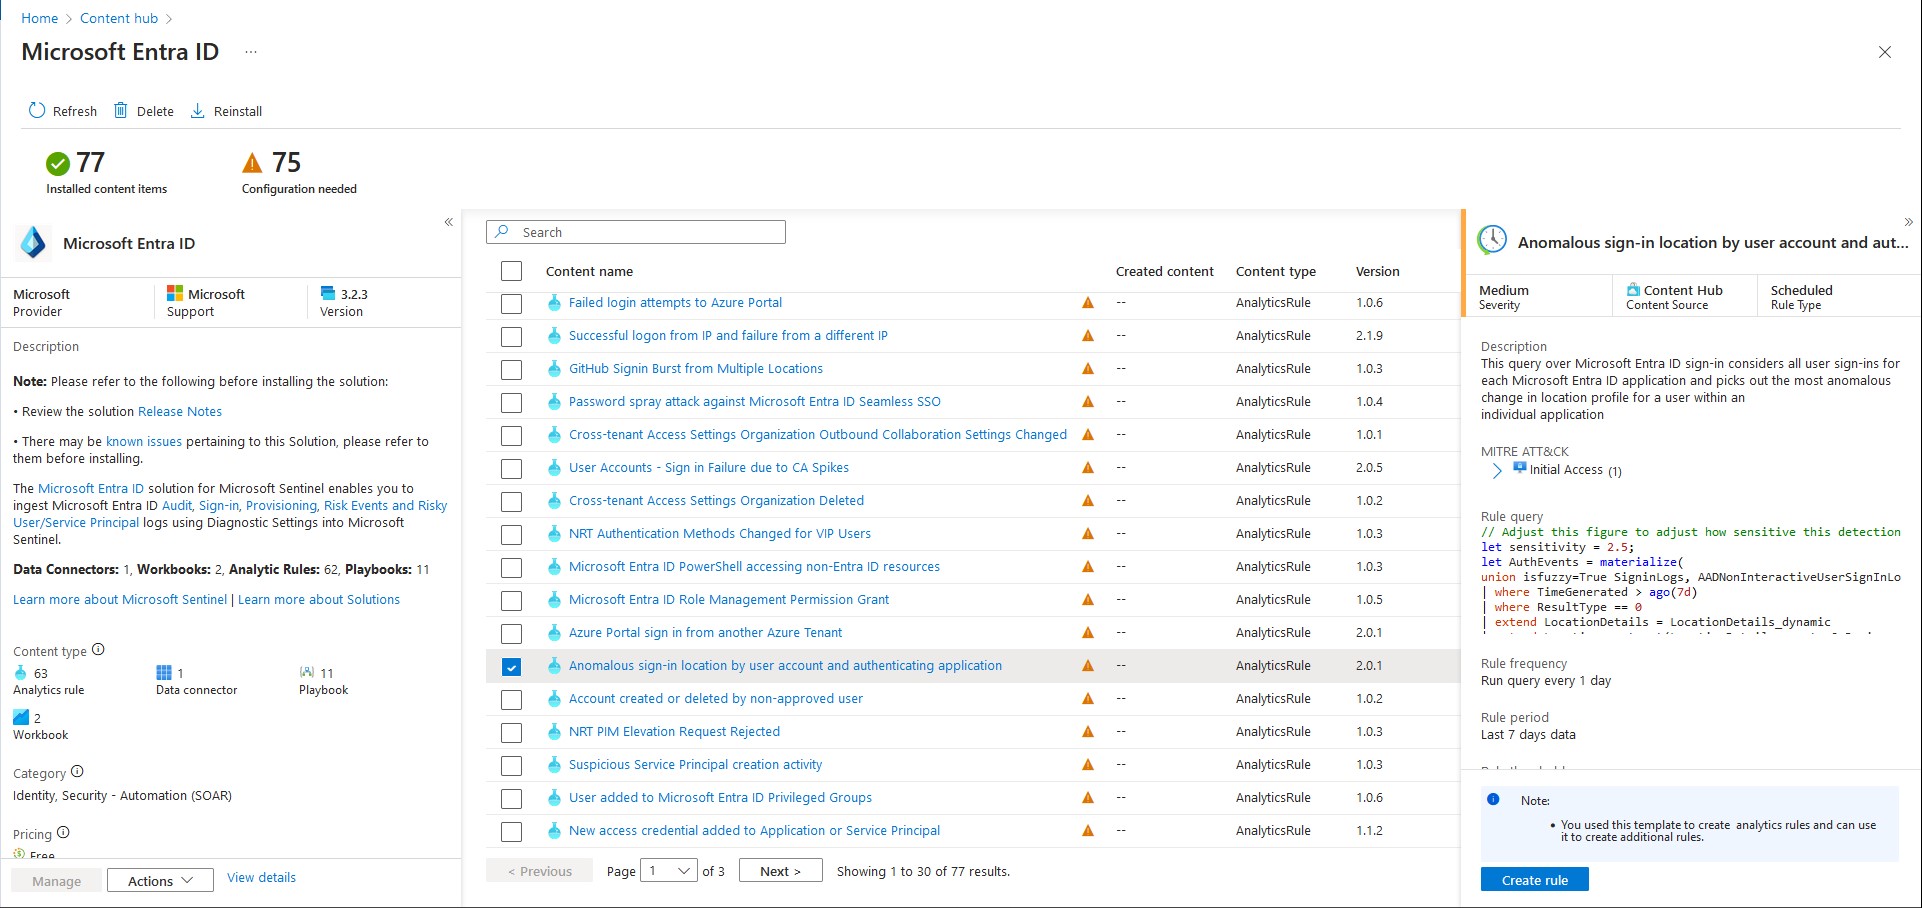 Home > Content hub >
Microsoft Entra ID ...
Refresh Delete Reinstall
77
Installed content items
75
Configuration needed
Microsoft Entra ID
Microsoft
Provider
Microsoft
Support
3.2.3
Version
Description
Note: Please refer to the following before installing the solution:
• Review the solution Release Notes
• There may be known issues pertaining to this Solution, please refer to
them before installing.
The Microsoft Entra ID solution for Microsoft Sentinel enables you to
ingest Microsoft Entra ID Audit, Sign-in, Provisioning, Risk Events and Risky
User/Service Principal logs using Diagnostic Settings into Microsoft
Sentinel.
Data Connectors: 1, Workbooks: 2, Analytic Rules: 62, Playbooks: 11
Learn more about Microsoft Sentinel | Learn more about Solutions
Content type
63
Analytics rule
1
Data connector
11
Playbook
2
Workbook
Category
Identity, Security - Automation (SOAR)
Pricing
Free
Manage Actions View details
Search
Content name Created content Content type Version
Failed login attempts to Azure Portal -- AnalyticsRule 1.0.6
Successful logon from IP and failure from a different IP -- AnalyticsRule 2.1.9
GitHub Signin Burst from Multiple Locations -- AnalyticsRule 1.0.3
Password spray attack against Microsoft Entra ID Seamless SSO -- AnalyticsRule 1.0.4
Cross-tenant Access Settings Organization Outbound Collaboration Settings Changed -- AnalyticsRule 1.0.1
User Accounts - Sign in Failure due to CA Spikes -- AnalyticsRule 2.0.5
Cross-tenant Access Settings Organization Deleted -- AnalyticsRule 1.0.2
NRT Authentication Methods Changed for VIP Users -- AnalyticsRule 1.0.3
Microsoft Entra ID PowerShell accessing non-Entra ID resources -- AnalyticsRule 1.0.3
Microsoft Entra ID Role Management Permission Grant -- AnalyticsRule 1.0.5
Azure Portal sign in from another Azure Tenant -- AnalyticsRule 2.0.1
Anomalous sign-in location by user account and authenticating application -- AnalyticsRule 2.0.1
Account created or deleted by non-approved user -- AnalyticsRule 1.0.2
NRT PIM Elevation Request Rejected -- AnalyticsRule 1.0.3
Suspicious Service Principal creation activity -- AnalyticsRule 1.0.3
User added to Microsoft Entra ID Privileged Groups -- AnalyticsRule 1.0.6
New access credential added to Application or Service Principal -- AnalyticsRule 1.1.2
< Previous Page 1 of 3 Next > Showing 1 to 30 of 77 results.
Anomalous sign-in location by user account and aut...
Medium
Severity
Content Hub
Content Source
Scheduled
Rule Type
Description
This query over Microsoft Entra ID sign-in considers all user sign-ins for
each Microsoft Entra ID application and picks out the most anomalous
change in location profile for a user within an
individual application
MITRE ATT&CK
Initial Access (1)
Rule query
// Adjust this figure to adjust how sensitive this detection
let sensitivity = 2.5;
let AuthEvents = materialize(
union isfuzzy=True SigninLogs, AADNonInteractiveUserSignInLo
| where TimeGenerated > ago(7d)
| where ResultType == 0
| extend LocationDetails = LocationDetails_dynamic
Rule frequency
Run query every 1 day
Rule period
Last 7 days data
Note:
• You used this template to create analytics rules and can use
it to create additional rules.
Create rule